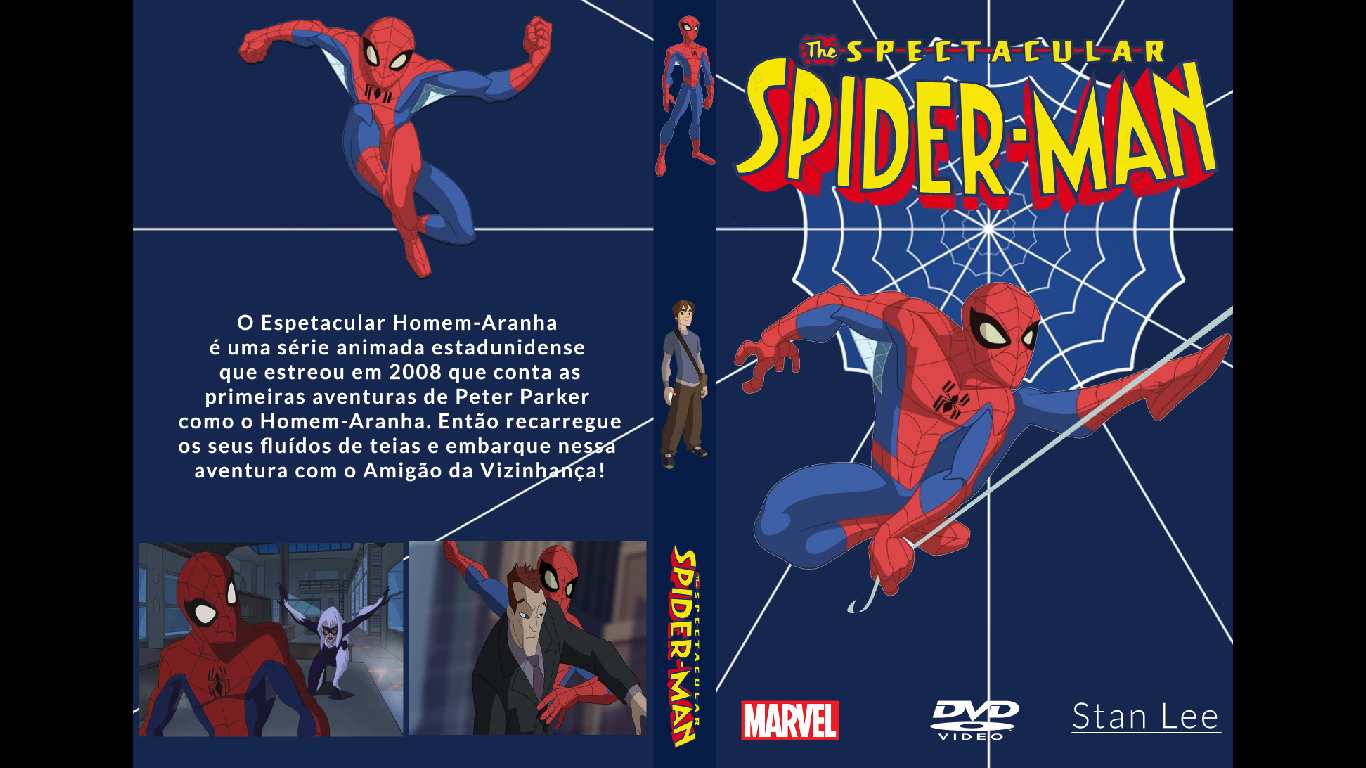 O Espetacular Homem-Aranha
é uma série animada estadunidense
que estreou em 2008 que conta as
primeiras aventuras de Peter Parker
como o Homem-Aranha. Então recarregue
os seus fluídos de teias e embarque nessa
aventura com o Amigão da Vizinhança!
The SPECTACULAR
SPIDER-MAN
The SPECTACULAR
SPIDER-MAN
MARVEL
DVD
VIDEO
Stan Lee